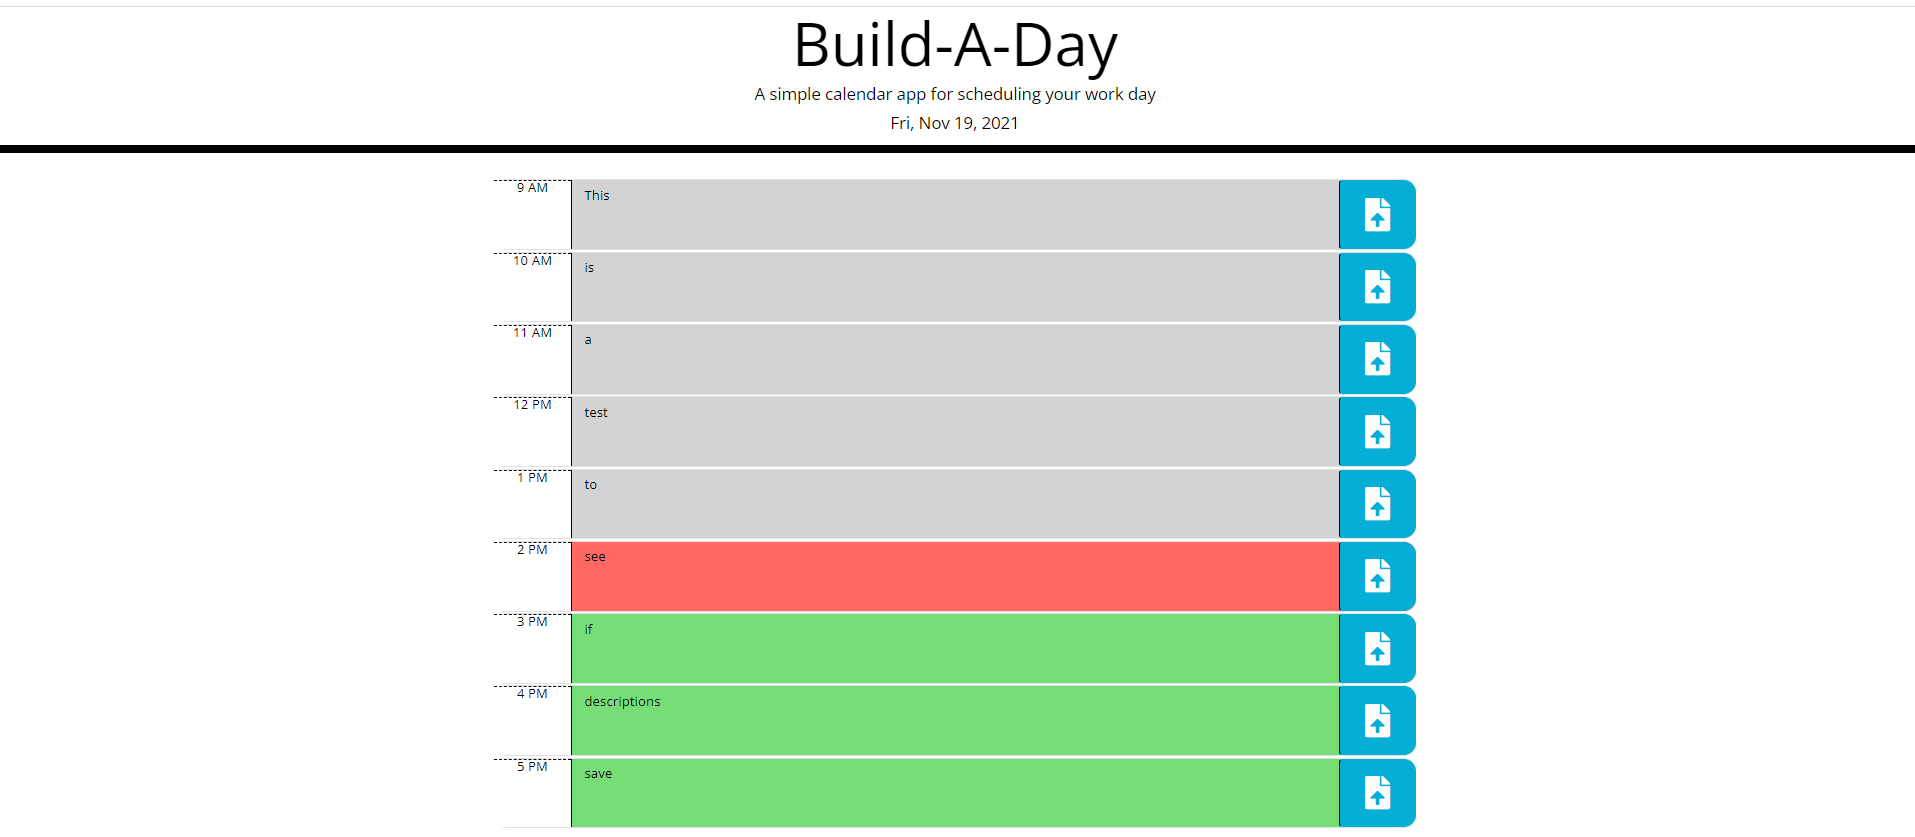 Build-A-Day
A simple calendar app for scheduling your work day
Fri, Nov 19, 2021
9 AM This
10 AM is
11 AM a
12 PM test
1 PM to
2 PM see
3 PM if
4 PM descriptions
5 PM save